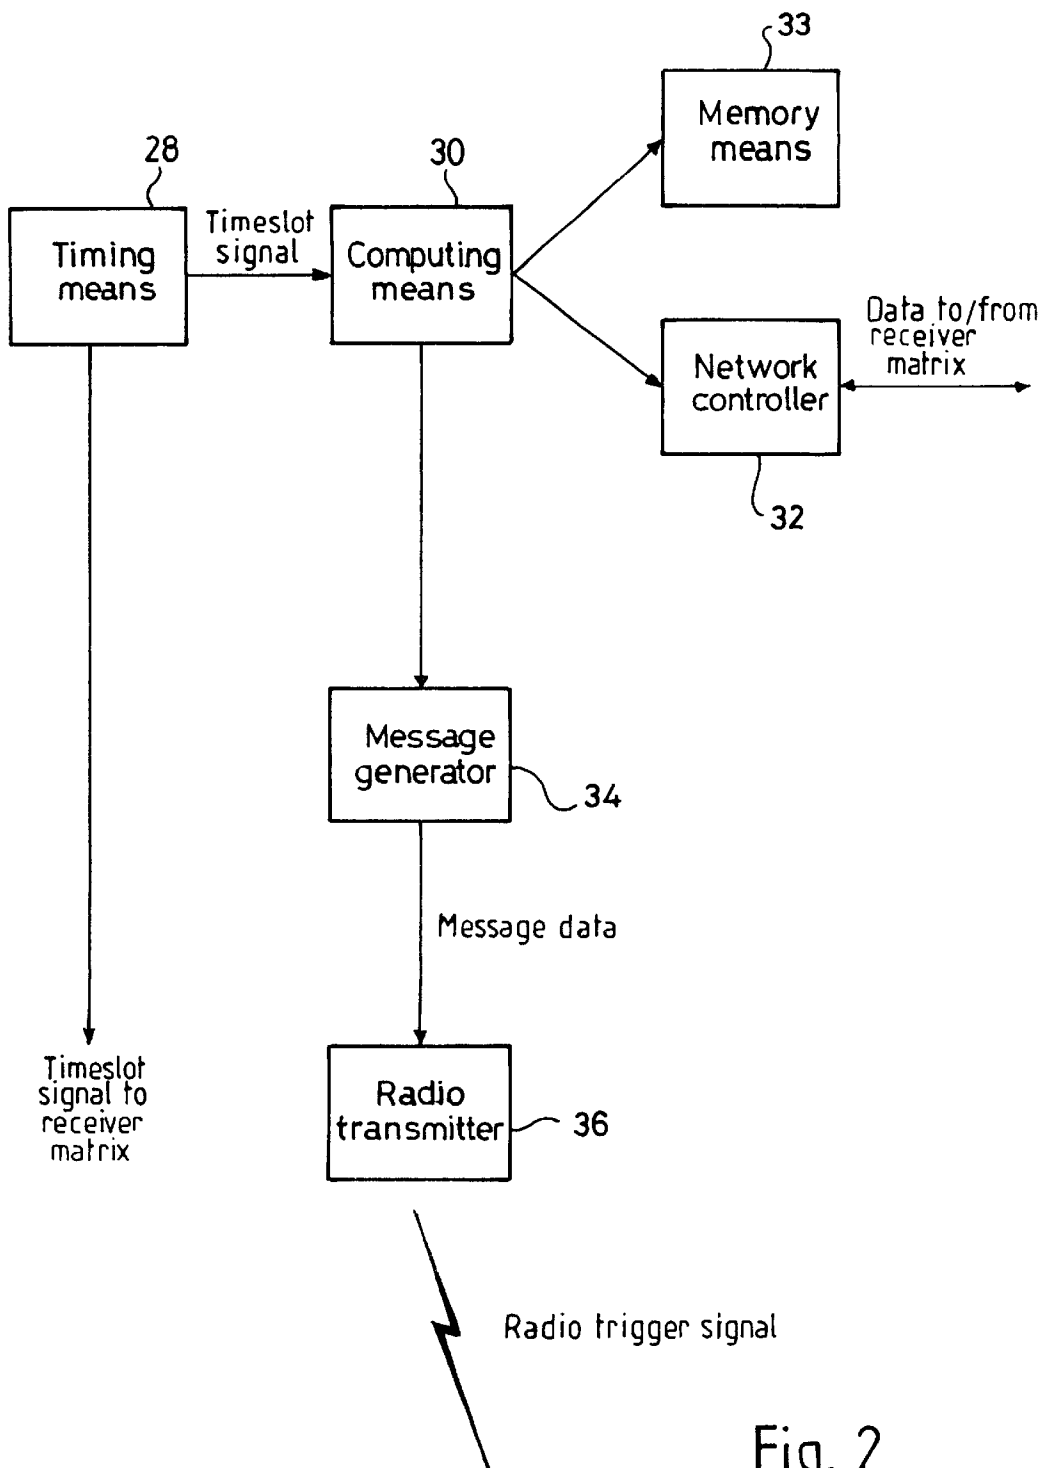 33
Memory
means
28
30
Timeslot
signal
Timing
means
Computing
means
Data to/from
receiver
matrix
Network
controller
32
Message
generator
34
Message data
Timeslot
signal to
receiver
matrix
Radio
transmitter
36
Radio trigger signal
Fig. 2